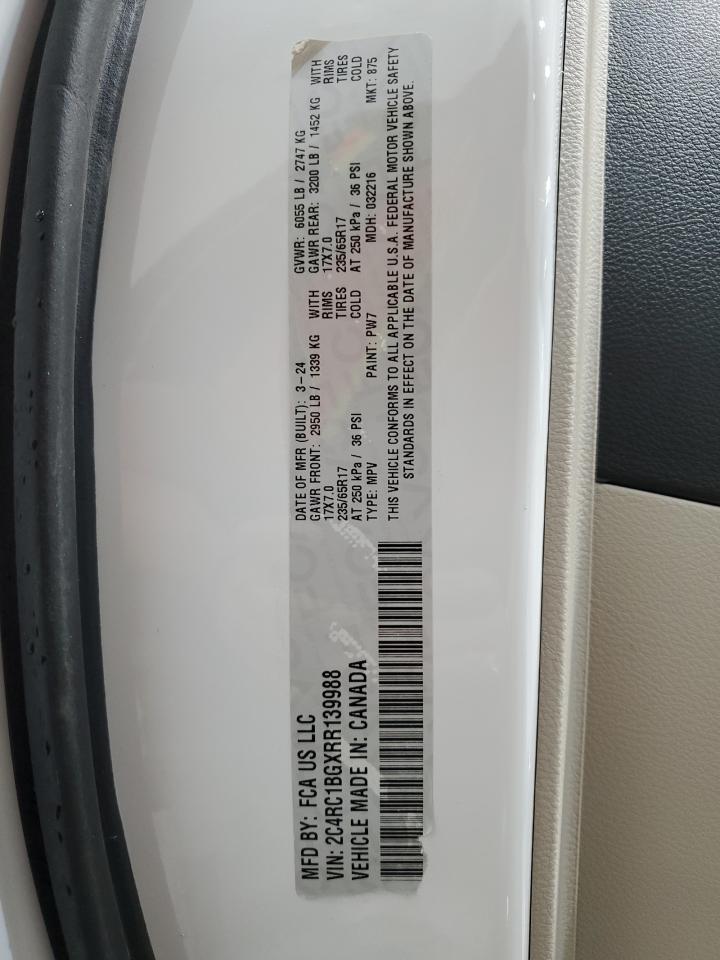 MFD BY: FCA US LLC
VIN: 2C4RC1BGXRR139988
VEHICLE MADE IN: CANADA
DATE OF MFR (BUILT): 3-24
GAWR FRONT: 2950 LB / 1339 KG WITH
17X7.0 RIMS
235/65R17 TIRES
AT 250 kPa / 36 PSI COLD
GVWR: 6055 LB / 2747 KG
GAWR REAR: 3200 LB / 1452 KG WITH
17X7.0 RIMS
235/65R17 TIRES
AT 250 kPa / 36 PSI COLD
TYPE: MPV PAINT: PW7 MDH: 032216 MKT: 875
THIS VEHICLE CONFORMS TO ALL APPLICABLE U.S.A. FEDERAL MOTOR VEHICLE SAFETY
STANDARDS IN EFFECT ON THE DATE OF MANUFACTURE SHOWN ABOVE.